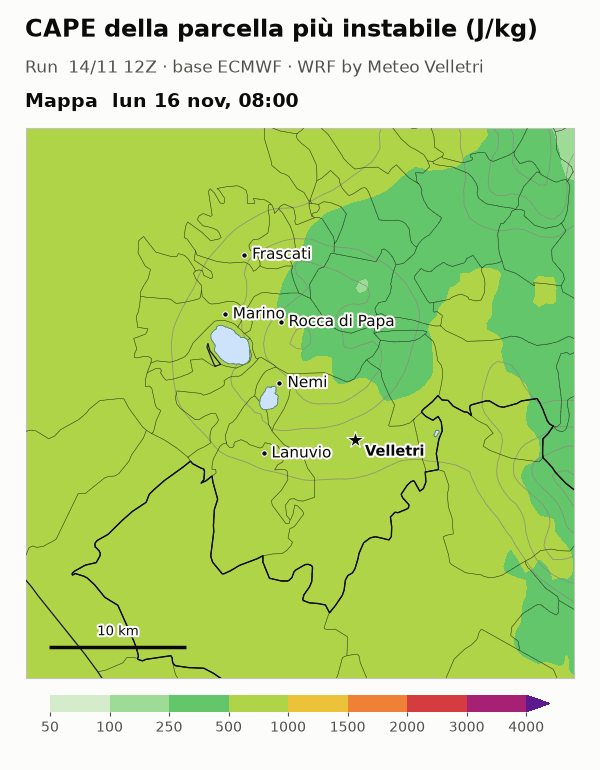 CAPE della parcella più instabile (J/kg)
Run 14/11 12Z · base ECMWF · WRF by Meteo Velletri
Mappa lun 16 nov, 08:00
Frascati
Marino
Rocca di Papa
Nemi
Velletri
Lanuvio
10 km
50 100 250 500 1000 1500 2000 3000 4000